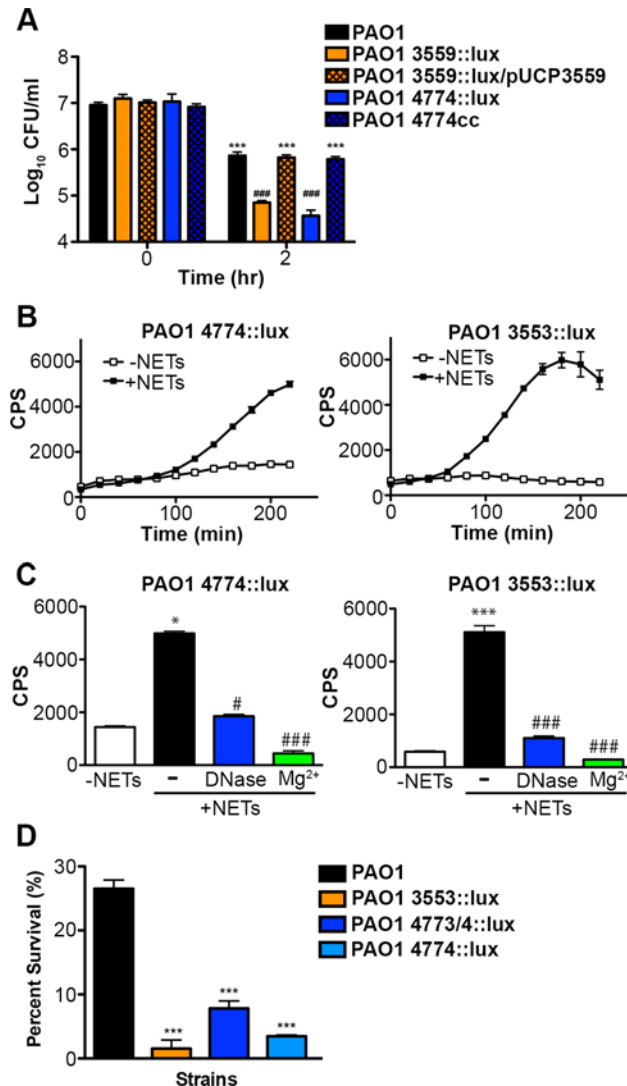 A
PAO1
PAO1 3559::lux
PAO1 3559::lux/pUCP3559
PAO1 4774::lux
PAO1 4774cc
Log10 CFU/ml
8
7
6
5
4
*** ### *** ### ***
0 2
Time (hr)
B
PAO1 4774::lux
PAO1 3553::lux
-NETs
+NETs
-NETs
+NETs
CPS
6000
4000
2000
0
0 100 200
Time (min)
CPS
6000
4000
2000
0
0 100 200
Time (min)
C
PAO1 4774::lux
PAO1 3553::lux
CPS
6000
4000
2000
0
* # ###
-NETs - DNase Mg2+
+NETs
CPS
6000
4000
2000
0
*** ### ###
-NETs - DNase Mg2+
+NETs
D
Percent Survival (%)
30
20
10
0
*** *** ***
Strains
PAO1
PAO1 3553::lux
PAO1 4773/4::lux
PAO1 4774::lux